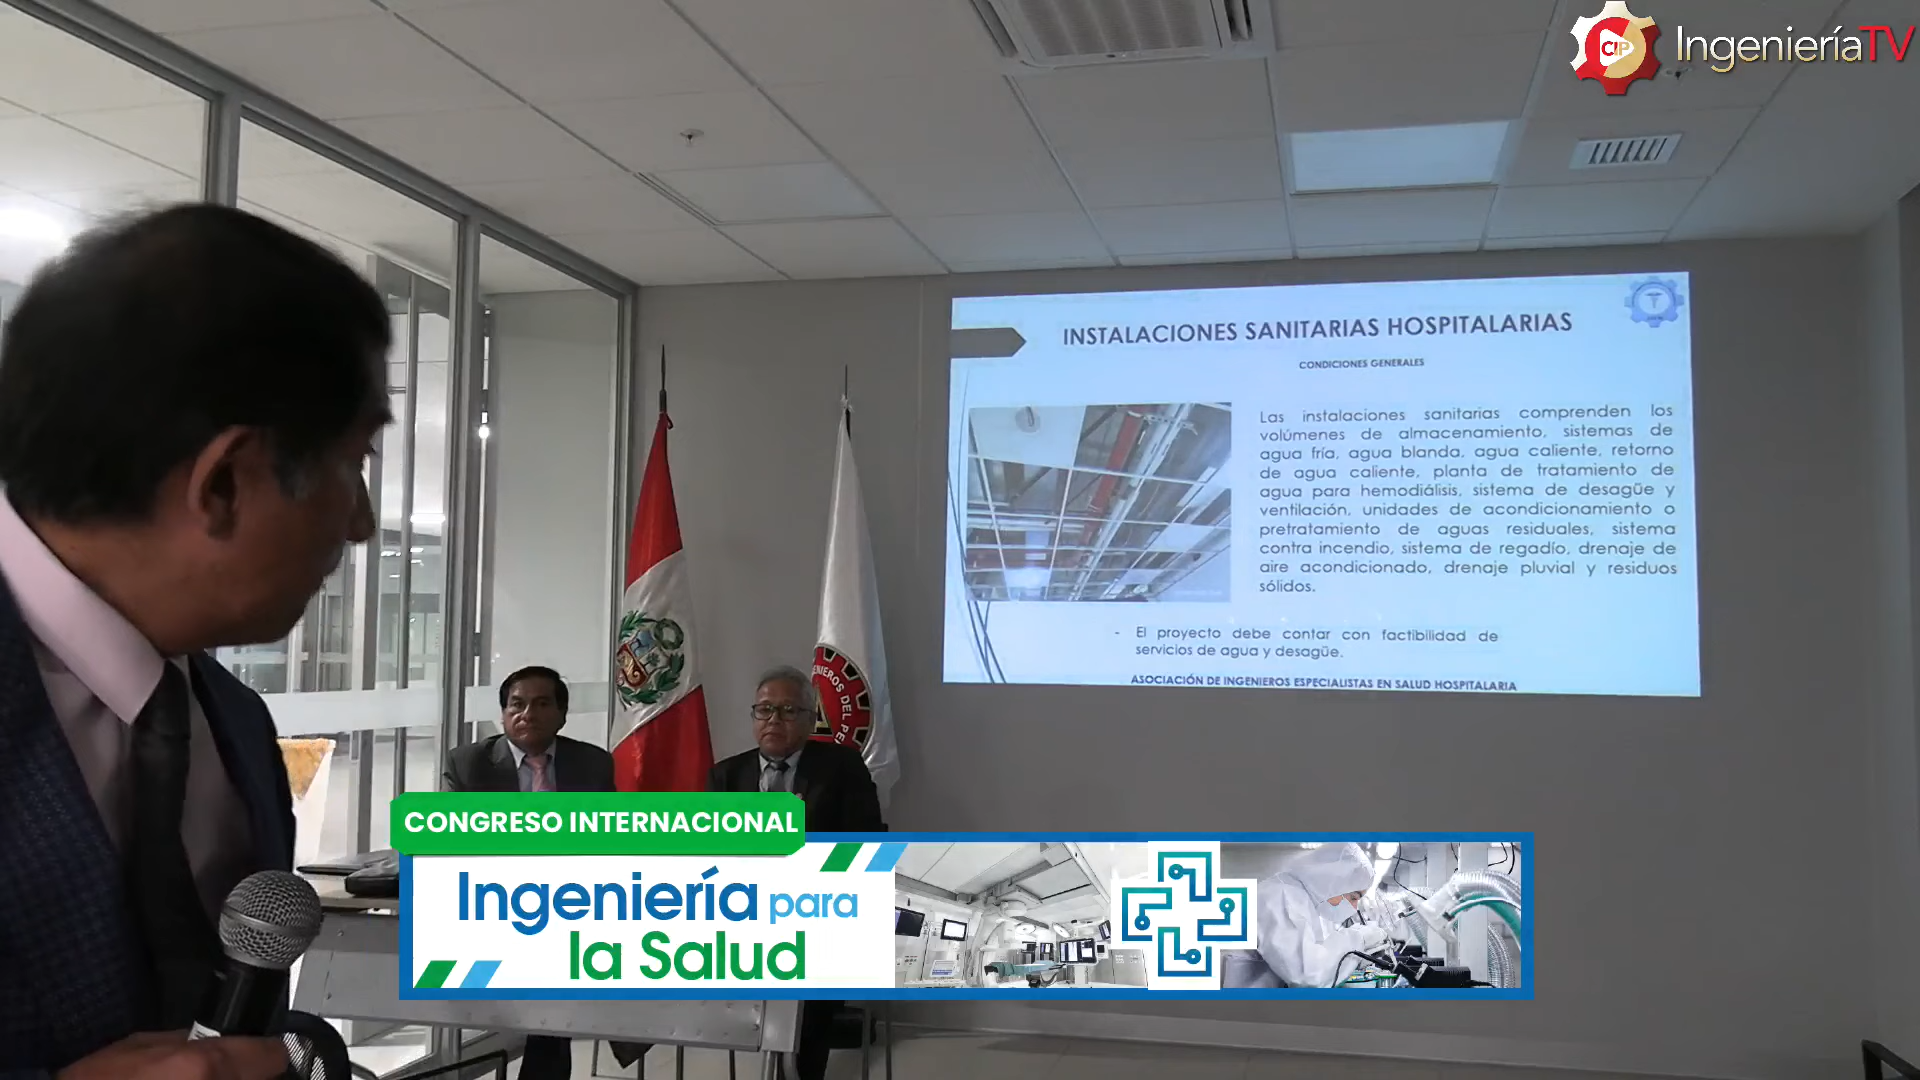 CIP IngenieríaTV
INSTALACIONES SANITARIAS HOSPITALARIAS
CONDICIONES GENERALES
Las instalaciones sanitarias comprenden los
volúmenes de almacenamiento, sistemas de
agua fría, agua blanda, agua caliente, retorno
de agua caliente, planta de tratamiento de
agua para hemodiálisis, sistema de desagüe y
ventilación, unidades de acondicionamiento o
pretratamiento de aguas residuales, sistema
contra incendio, sistema de regadío, drenaje de
aire acondicionado, drenaje pluvial y residuos
sólidos.
- El proyecto debe contar con factibilidad de
servicios de agua y desagüe.
ASOCIACIÓN DE INGENIEROS ESPECIALISTAS EN SALUD HOSPITALARIA
NIEROS DEL PE
CONGRESO INTERNACIONAL
Ingeniería para
la Salud